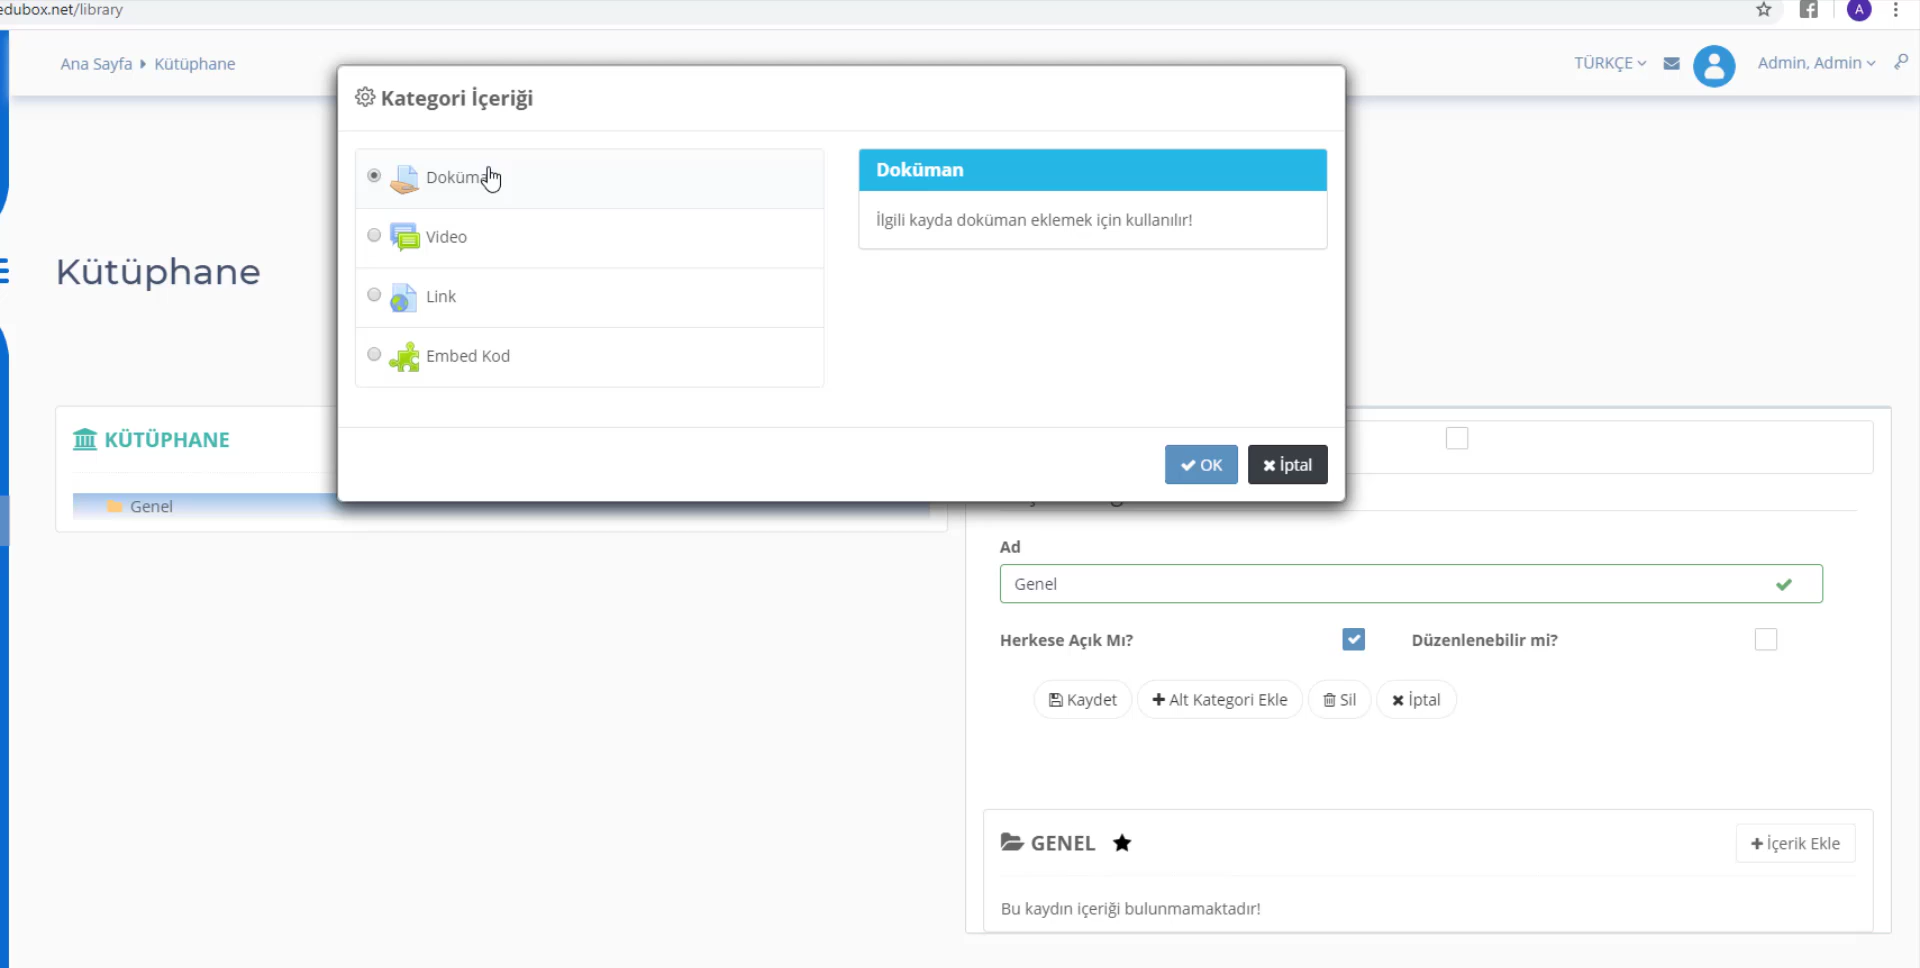 edubox.net/library
A
Ana Sayfa Kütüphane
TÜRKÇE
Admin, Admin
Kategori İçeriği
Video
Link
Embed Kod
Doküman
İlgili kayda doküman eklemek için kullanılır!
OK
İptal
Kütüphane
KÜTÜPHANE
Genel
Ad
Genel
Herkese Açık Mı?
Düzenlenebilir mi?
Kaydet
Alt Kategori Ekle
Sil
İptal
GENEL
İçerik Ekle
Bu kaydın içeriği bulunmamaktadır!